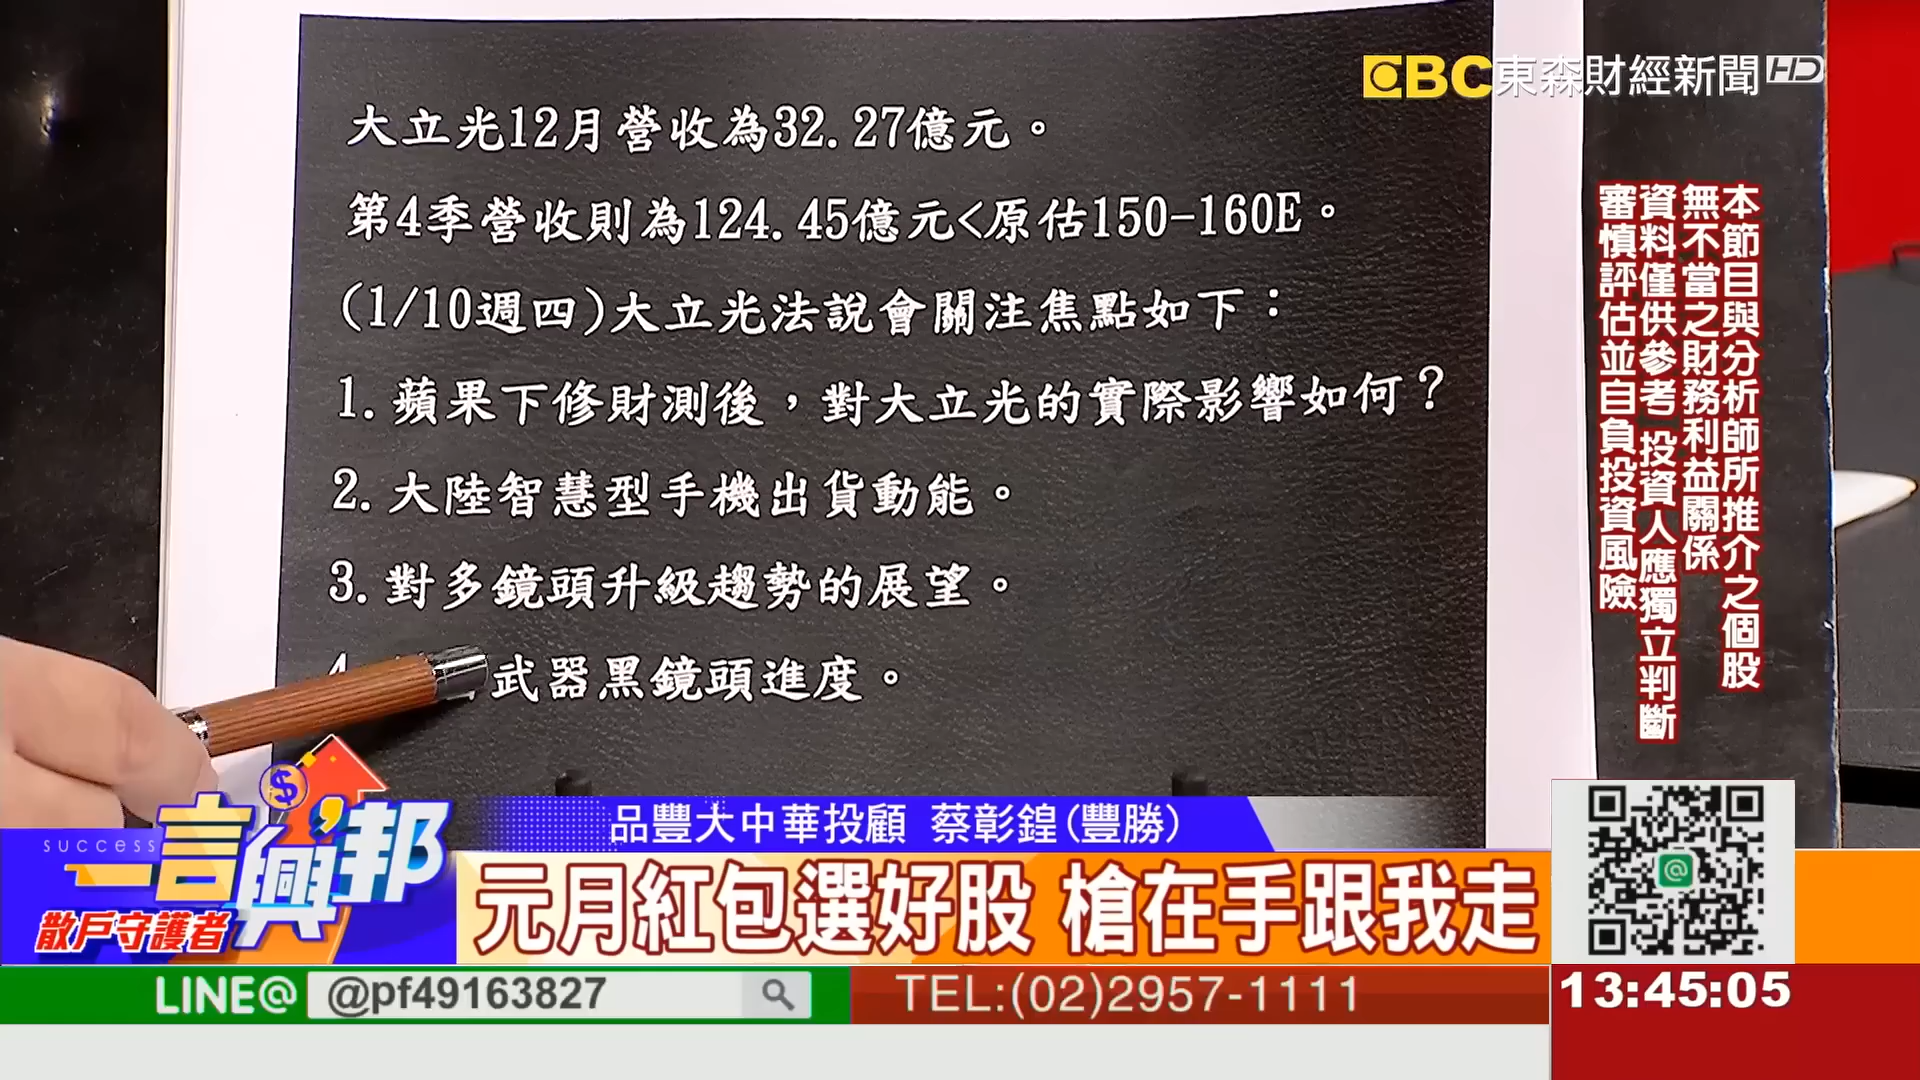 大立光12月營收為32.27億元。
第4季營收則為124.45億元<原估150-160E。
(1/10週四)大立光法說會關注焦點如下：
1.蘋果下修財測後，對大立光的實際影響如何？
2.大陸智慧型手機出貨動能。
3.對多鏡頭升級趨勢的展望。
4.武器黑鏡頭進度。
EBC東森財經新聞HD
本節目與分析師所推介之個股
無不當之財務利益關係
資料僅供參考 投資人應獨立判斷
審慎評估並自負投資風險
品豐大中華投顧 蔡彰鍠(豐勝)
success
一言興邦
散戶守護者
元月紅包選好股 槍在手跟我走
LINE@ @pf49163827
TEL:(02)2957-1111
13:45:05